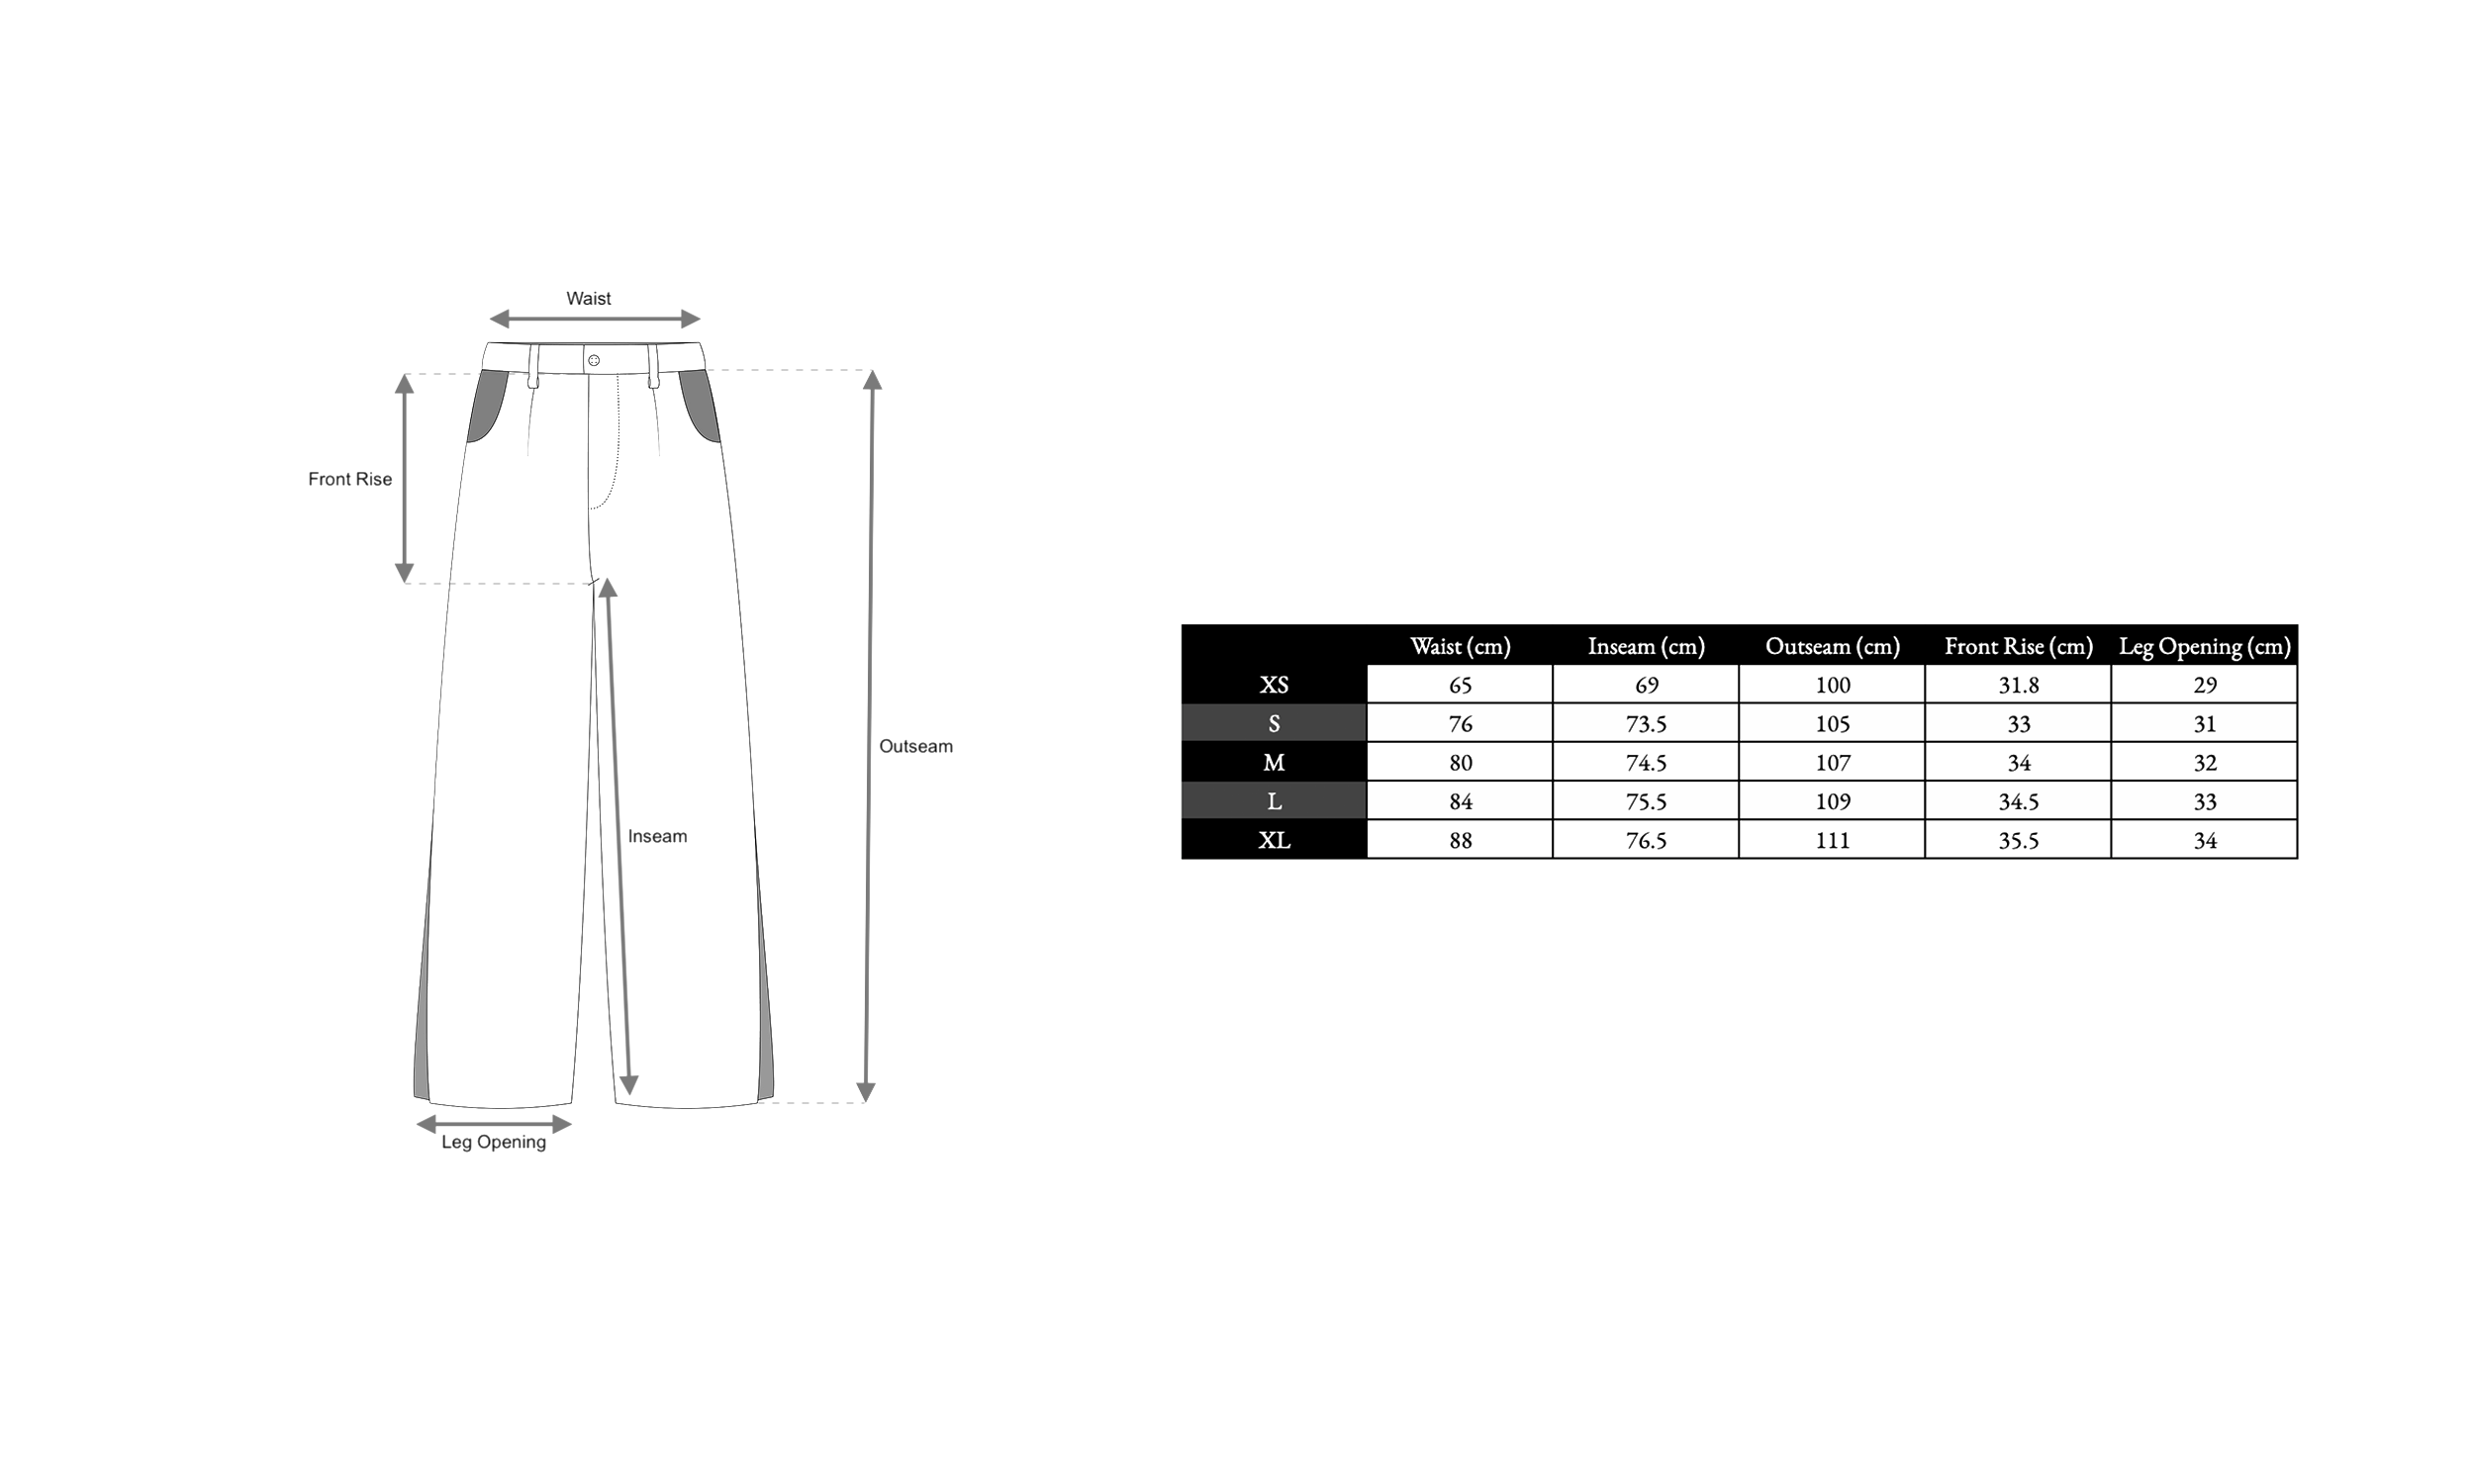 Waist
Front Rise
Outseam
Inseam
Leg Opening
Waist (cm) Inseam (cm) Outseam (cm) Front Rise (cm) Leg Opening (cm)
XS 65 69 100 31.8 29
S 76 73.5 105 33 31
M 80 74.5 107 34 32
L 84 75.5 109 34.5 33
XL 88 76.5 111 35.5 34